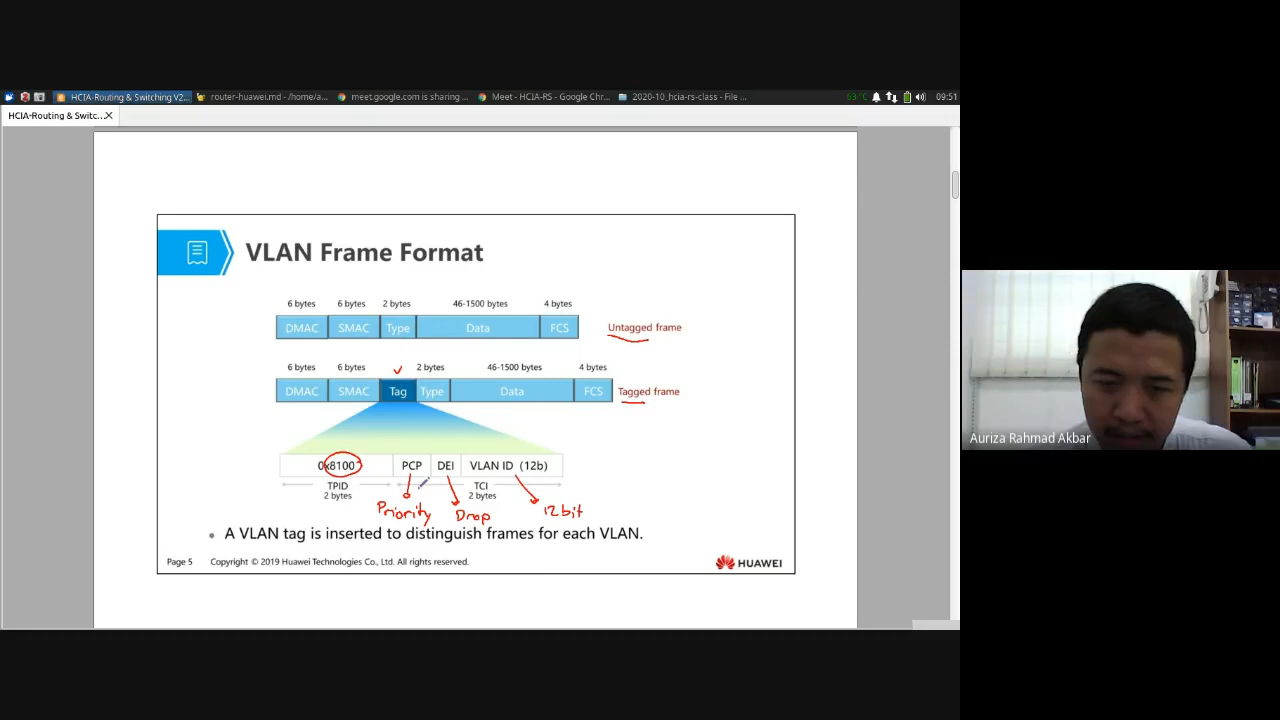 HCIA-Routing & Switching V2... router-huawei.md - /home/a... meet.google.com is sharing ... Meet - HCIA-RS - Google Chr... 2020-10_hcia-rs-class - File ... 63°C 09:51
HCIA-Routing & Switc...
VLAN Frame Format
6 bytes 6 bytes 2 bytes 46-1500 bytes 4 bytes
DMAC SMAC Type Data FCS Untagged frame
6 bytes 6 bytes 2 bytes 46-1500 bytes 4 bytes
DMAC SMAC Tag Type Data FCS Tagged frame
0x8100 PCP DEI VLAN ID (12b)
TPID TCI
2 bytes 2 bytes
Priority Drop 12 bit
• A VLAN tag is inserted to distinguish frames for each VLAN.
Page 5 Copyright © 2019 Huawei Technologies Co., Ltd. All rights reserved. HUAWEI
Auriza Rahmad Akbar